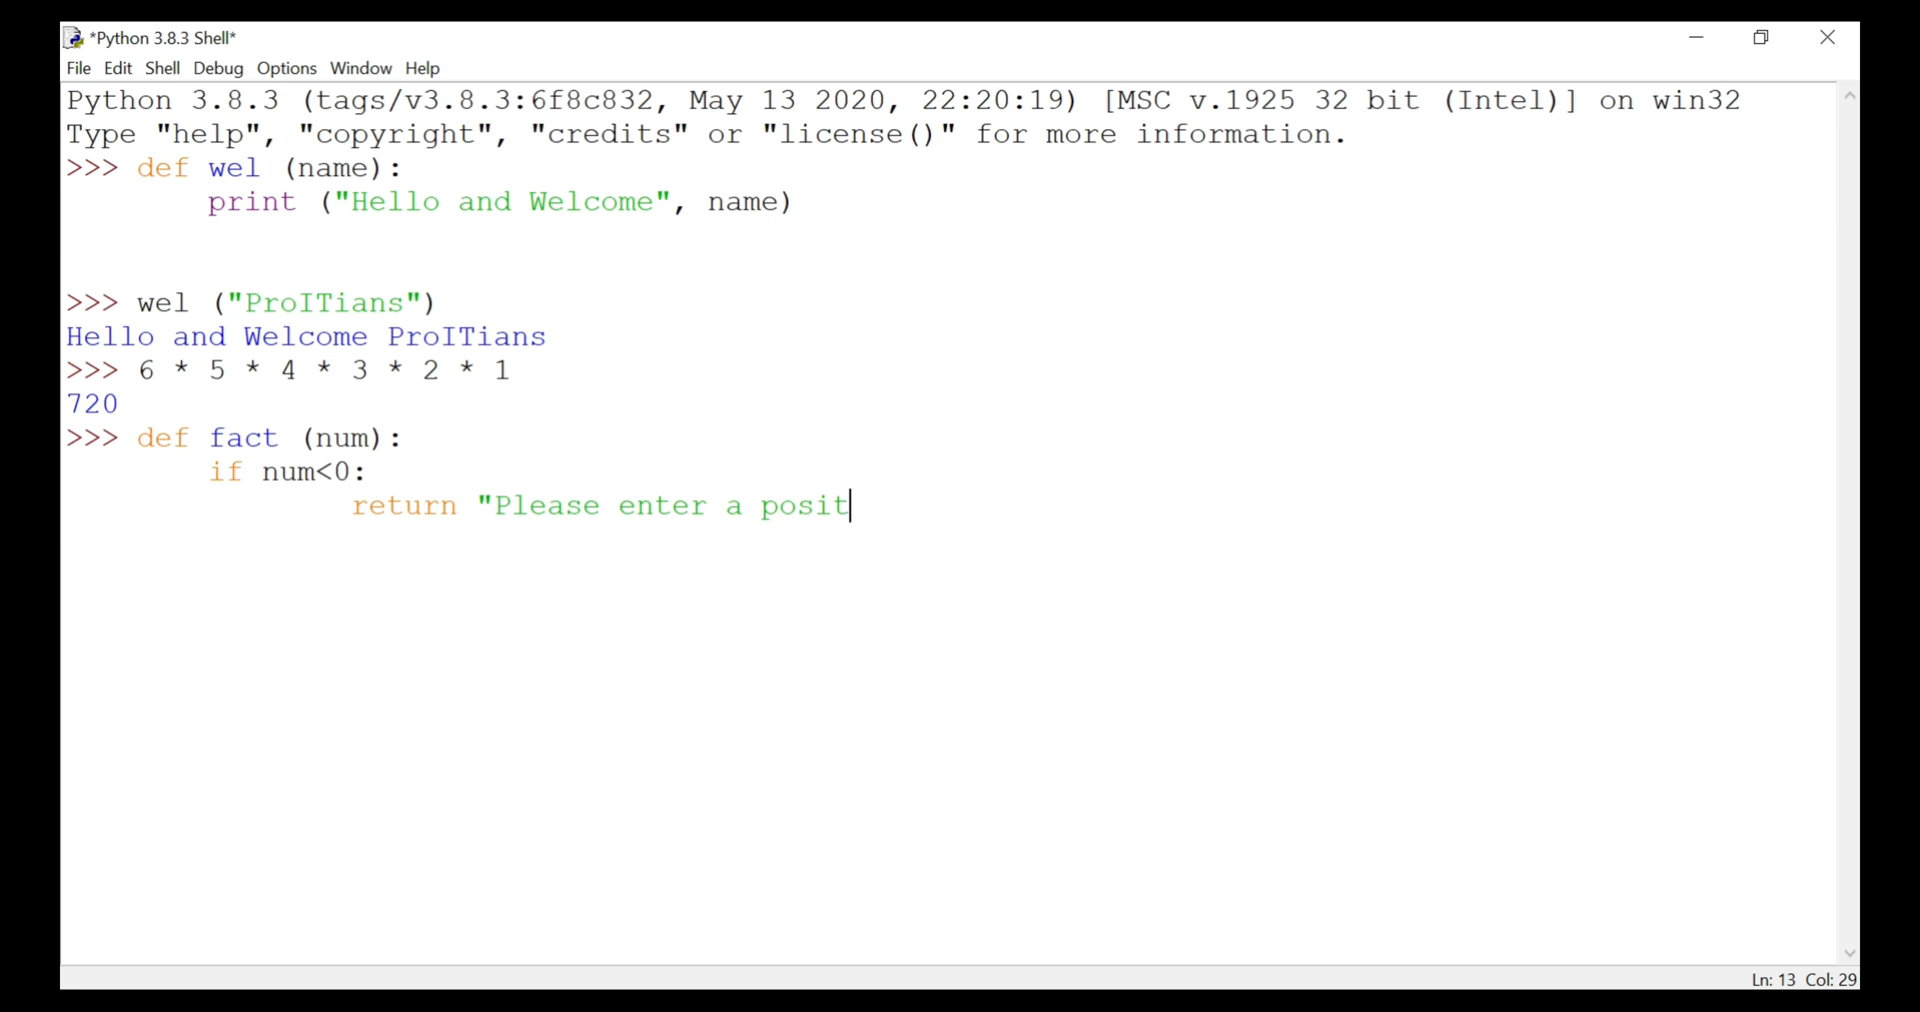 *Python 3.8.3 Shell*
File Edit Shell Debug Options Window Help
Python 3.8.3 (tags/v3.8.3:6f8c832, May 13 2020, 22:20:19) [MSC v.1925 32 bit (Intel)] on win32
Type "help", "copyright", "credits" or "license()" for more information.
>>> def wel (name):
        print ("Hello and Welcome", name)
>>> wel ("ProITians")
Hello and Welcome ProITians
>>> 6 * 5 * 4 * 3 * 2 * 1
720
>>> def fact (num):
        if num<0:
                return "Please enter a posit
Ln: 13 Col: 29